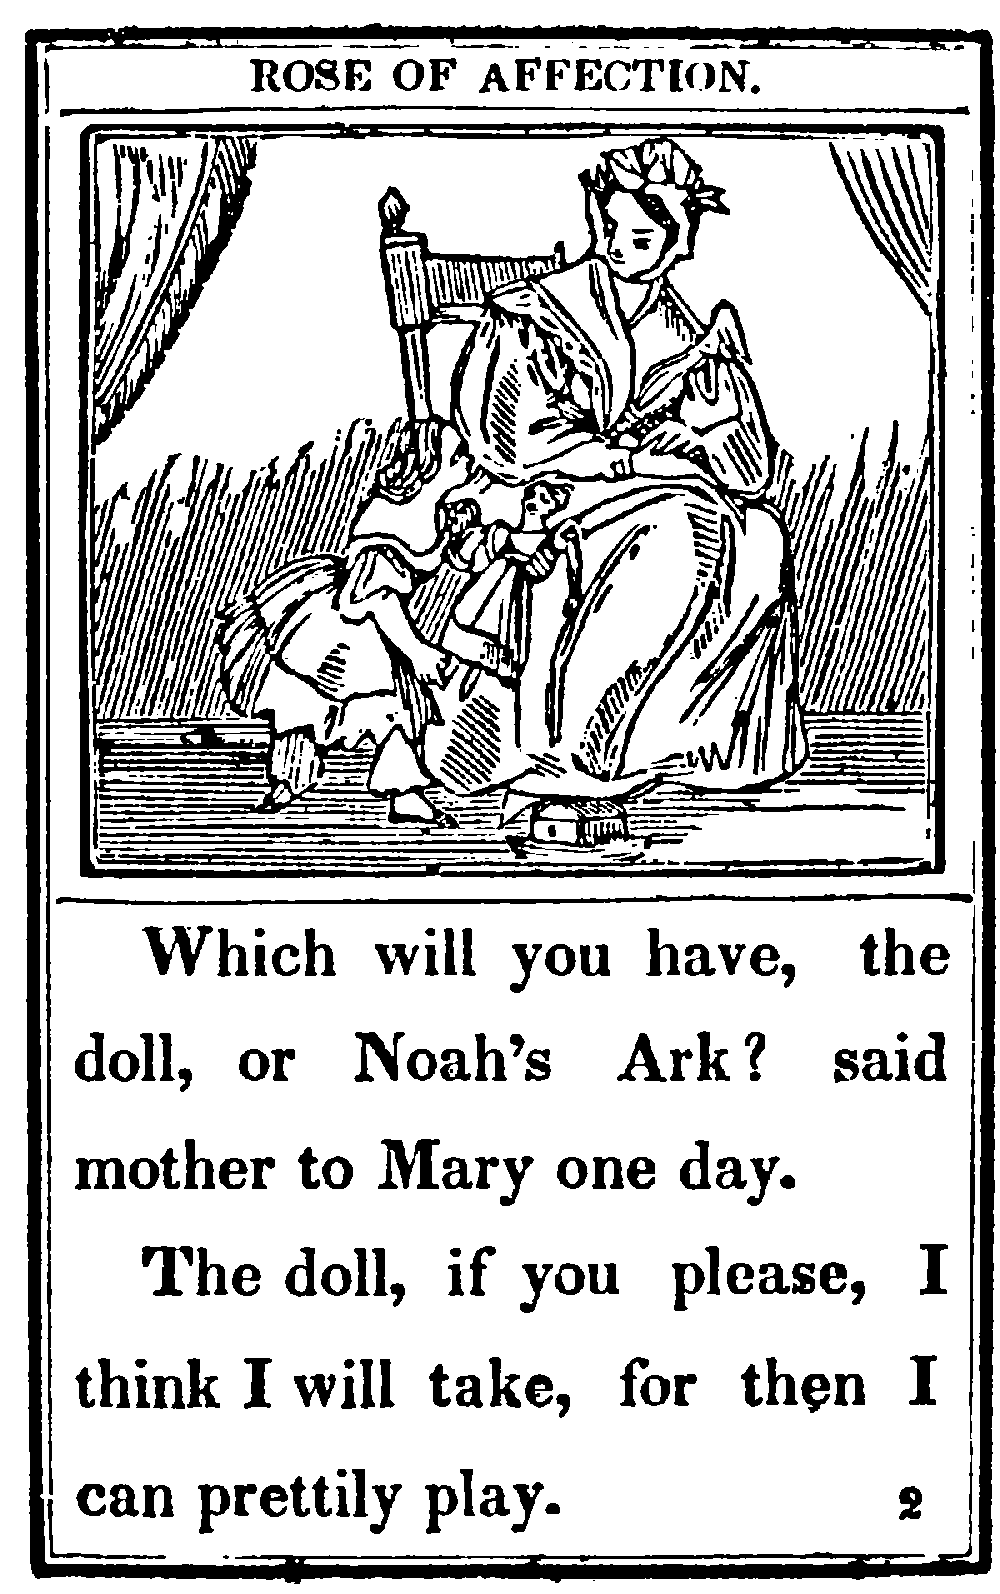 ROSE OF AFFECTION.
Which will you have, the
doll, or Noah's Ark? said
mother to Mary one day.
The doll, if you please, I
think I will take, for then I
can prettily play.
2